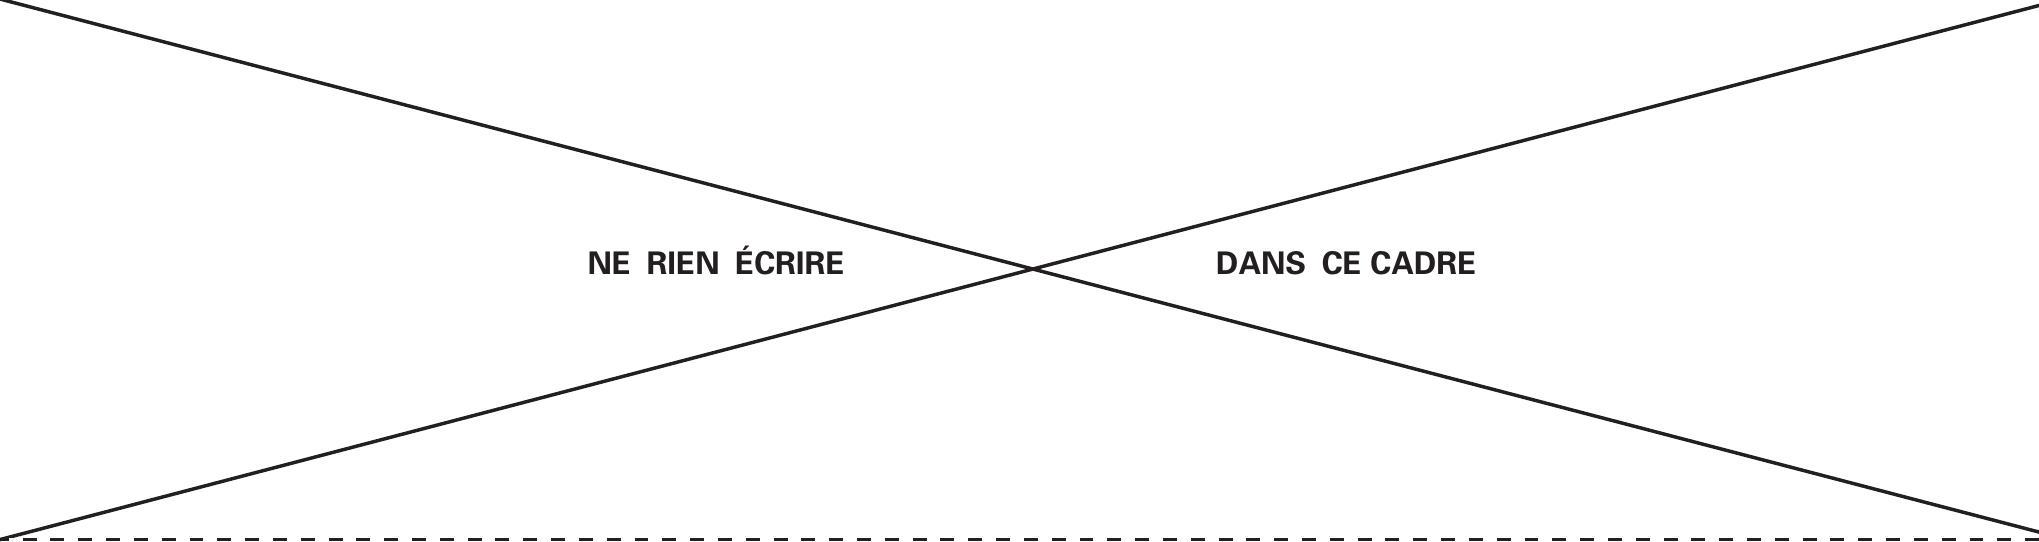 NE RIEN ÉCRIRE DANS CE CADRE